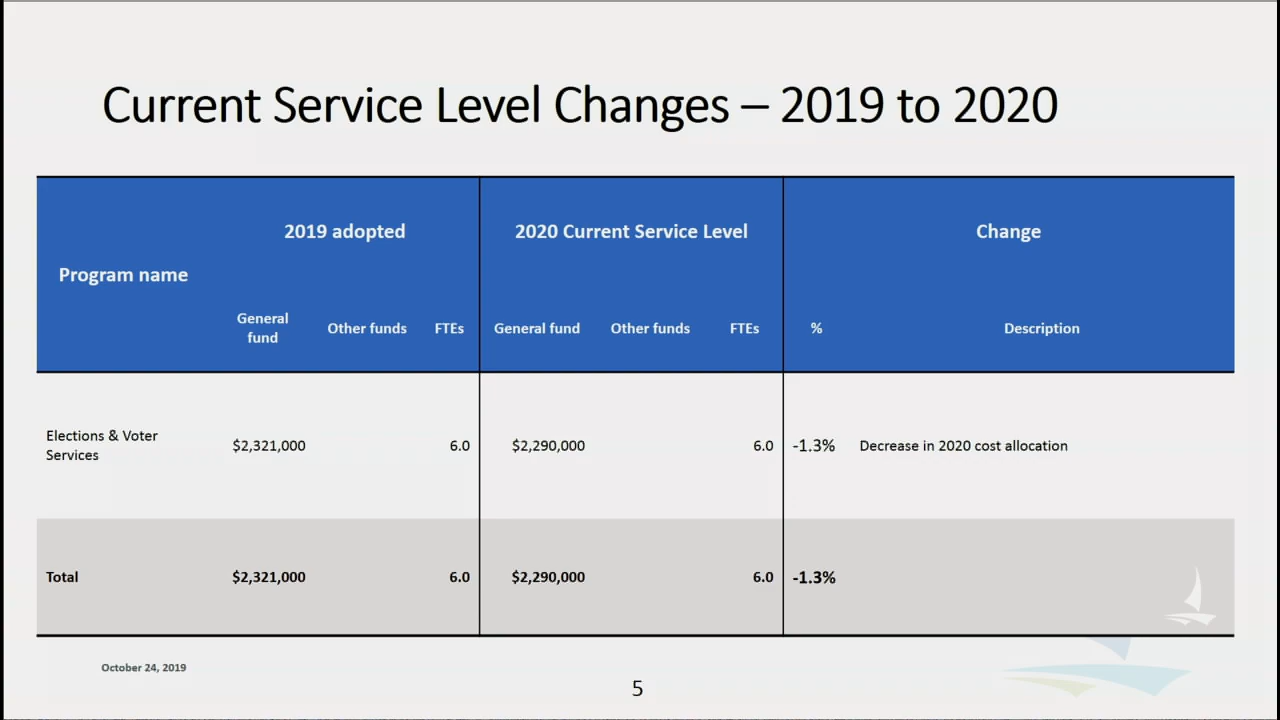 Current Service Level Changes – 2019 to 2020
Program name
2019 adopted
2020 Current Service Level
Change
General
fund
Other funds
FTEs
General fund
Other funds
FTEs
%
Description
Elections & Voter
Services
$2,321,000
6.0
$2,290,000
6.0
-1.3%
Decrease in 2020 cost allocation
Total
$2,321,000
6.0
$2,290,000
6.0
-1.3%
October 24, 2019
5